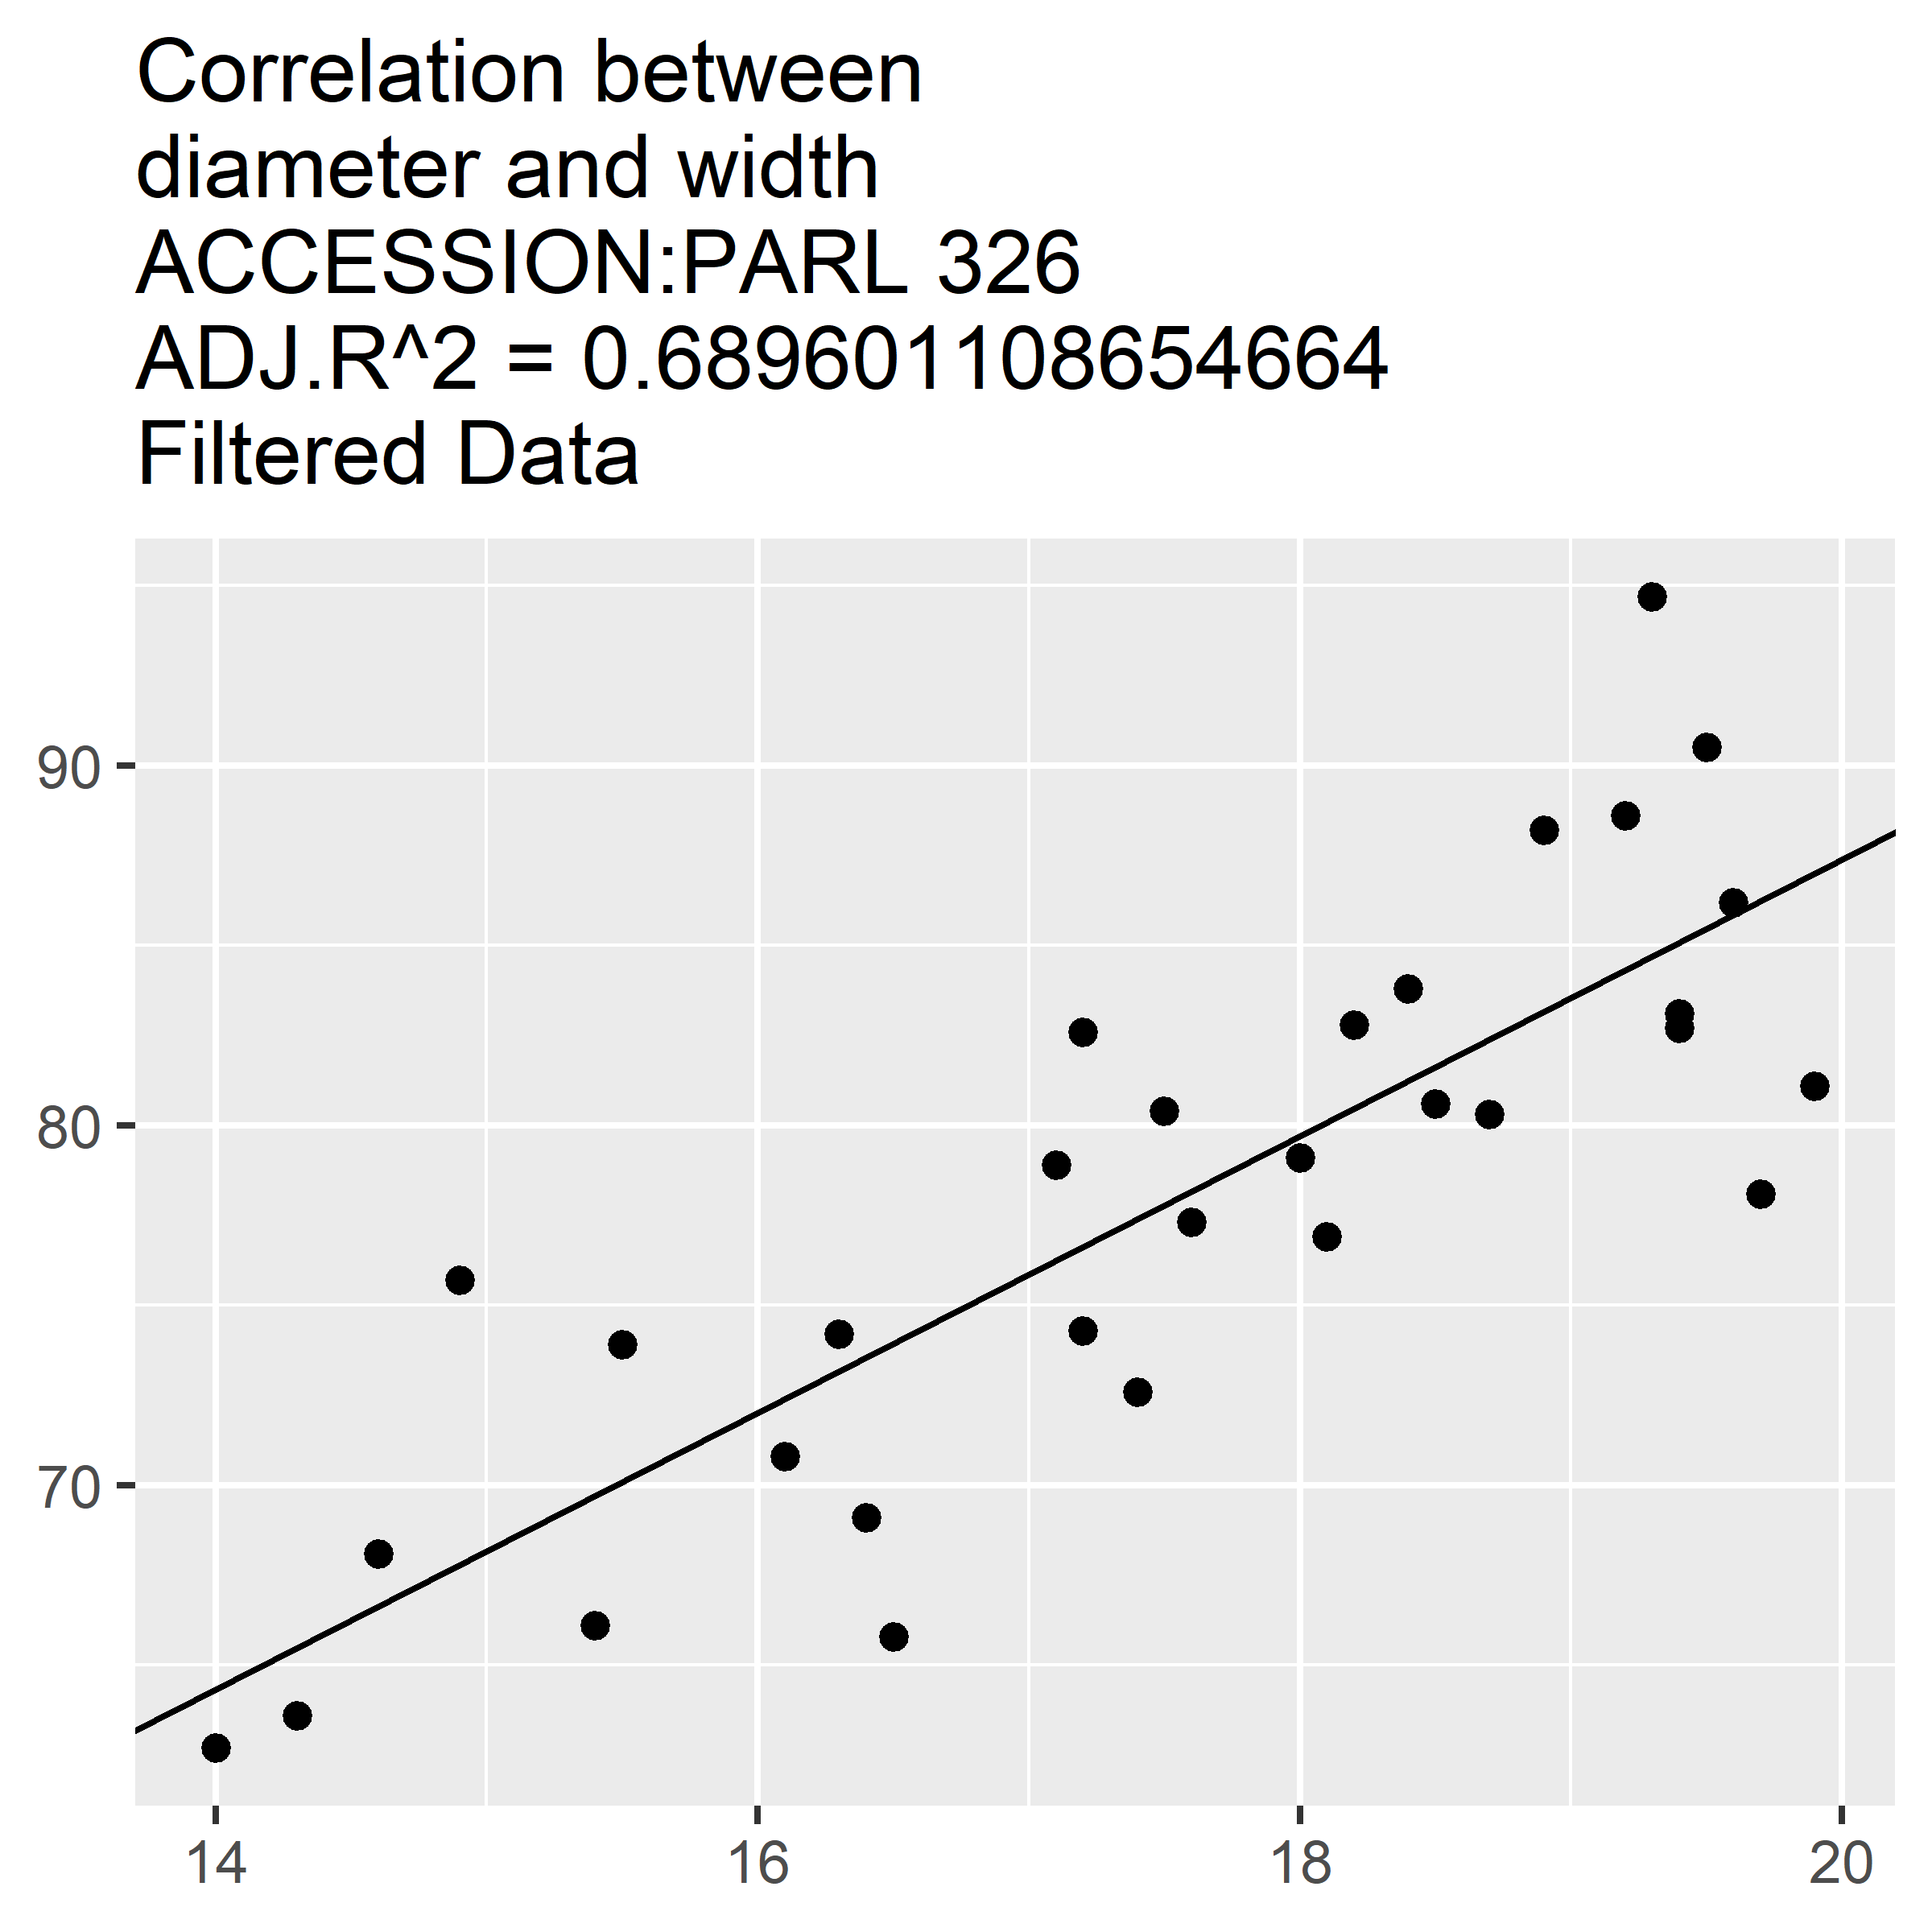 Correlation between
diameter and width
ACCESSION:PARL 326
ADJ.R^2 = 0.689601108654664
Filtered Data
90
80
70
14 16 18 20